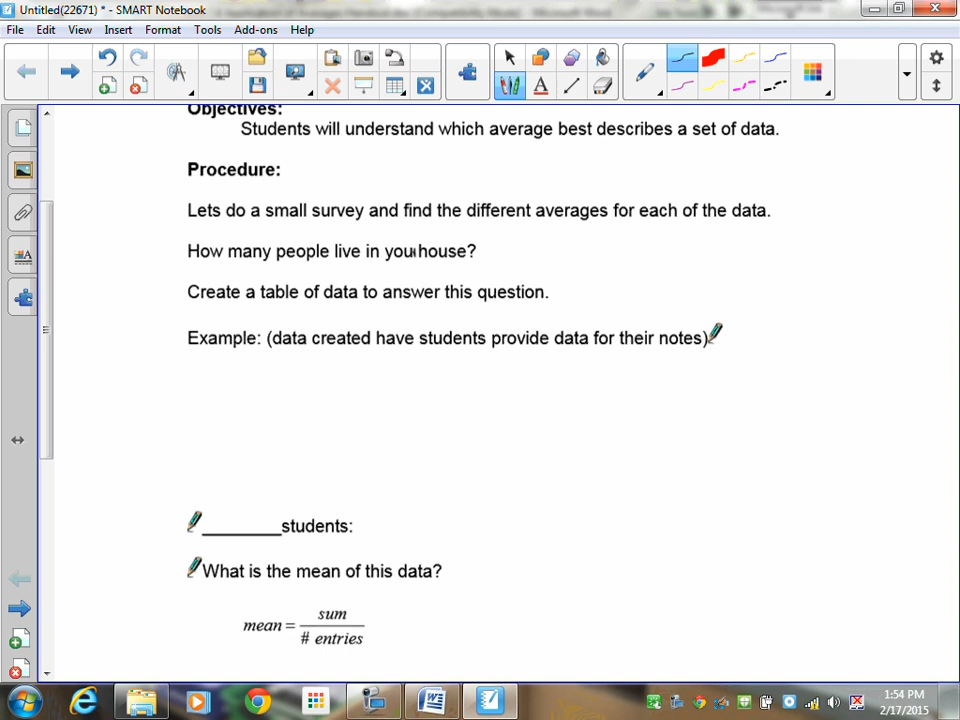 Untitled(22671) * - SMART Notebook
File Edit View Insert Format Tools Add-ons Help
Objectives:
Students will understand which average best describes a set of data.
Procedure:
Lets do a small survey and find the different averages for each of the data.
How many people live in you house?
Create a table of data to answer this question.
Example: (data created have students provide data for their notes)
________students:
What is the mean of this data?
mean = sum / # entries
1:54 PM
2/17/2015